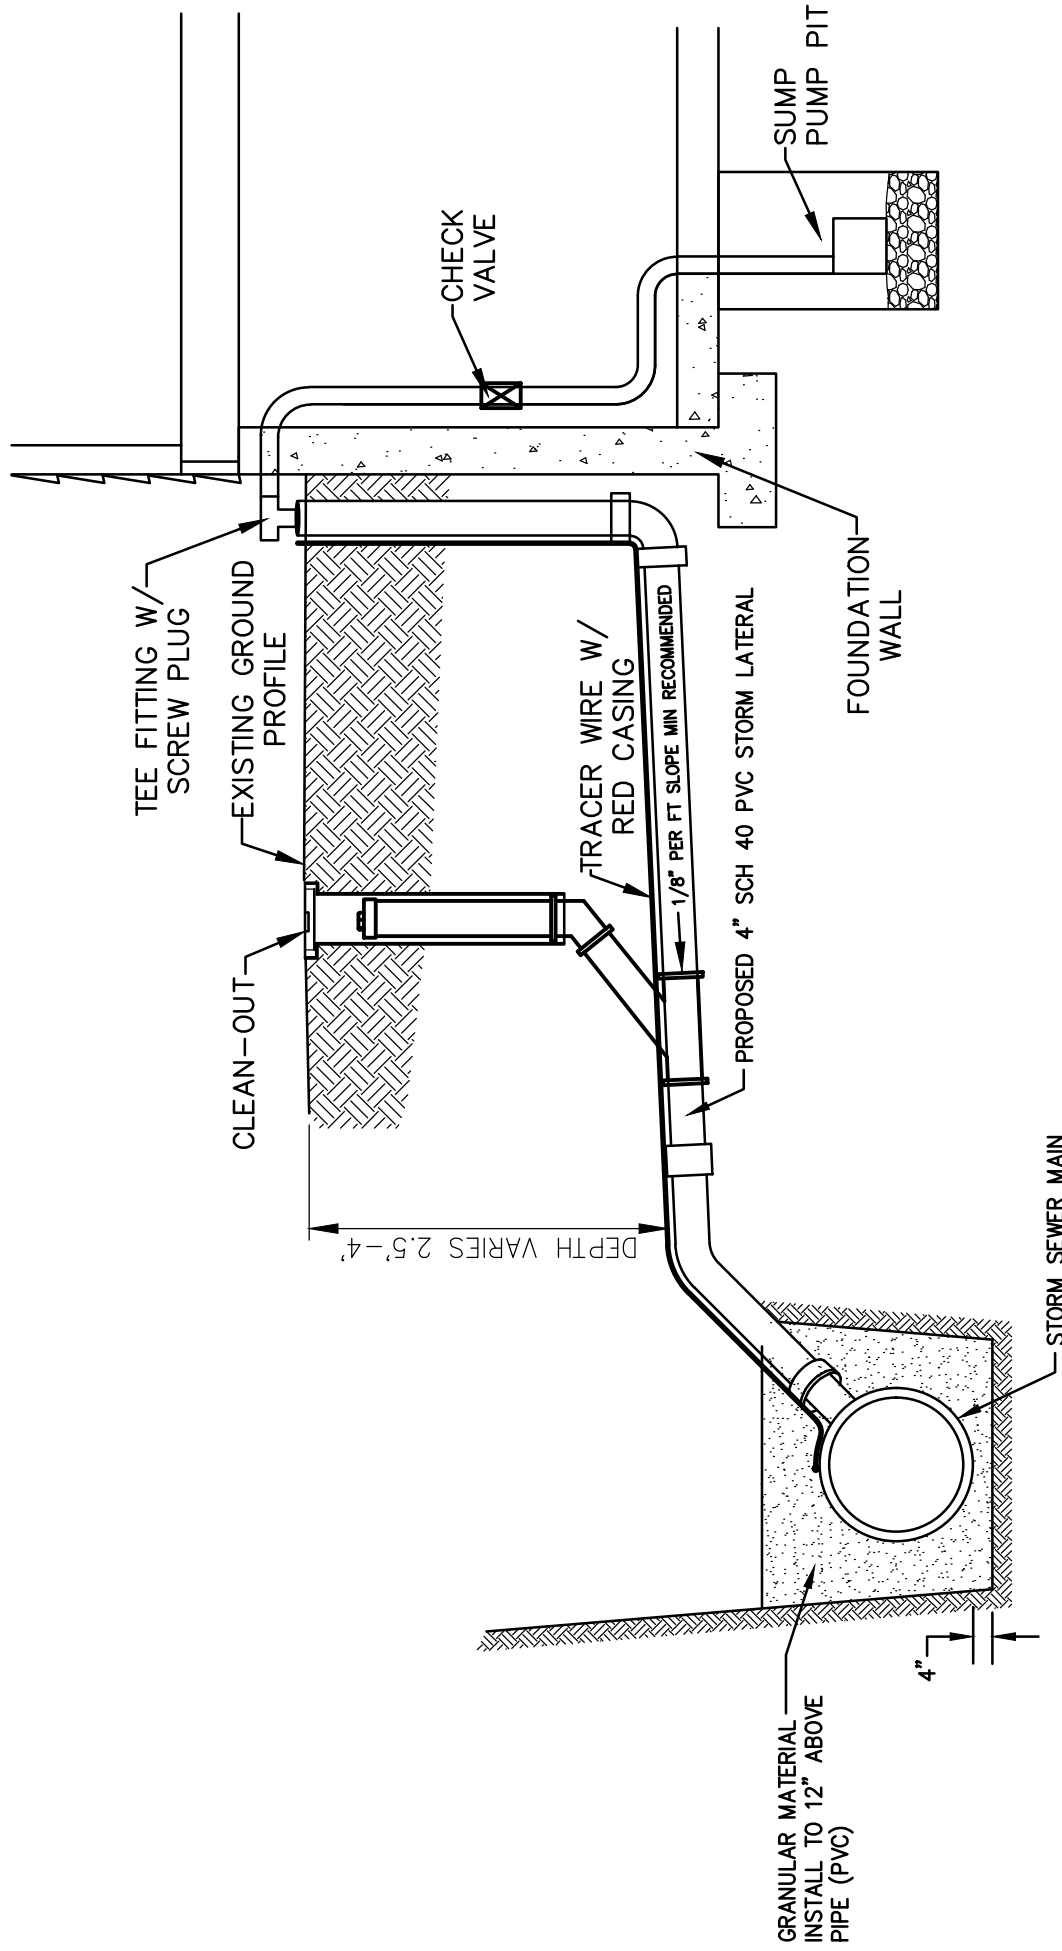 TEE FITTING W/
SCREW PLUG
EXISTING GROUND
PROFILE
CLEAN-OUT
CHECK
VALVE
SUMP
PUMP PIT
TRACER WIRE W/
RED CASING
1/8" PER FT SLOPE MIN RECOMMENDED
PROPOSED 4" SCH 40 PVC STORM LATERAL
FOUNDATION
WALL
DEPTH VARIES 2.5'-4'
STORM SEWER MAIN
GRANULAR MATERIAL
INSTALL TO 12" ABOVE
PIPE (PVC)
4"